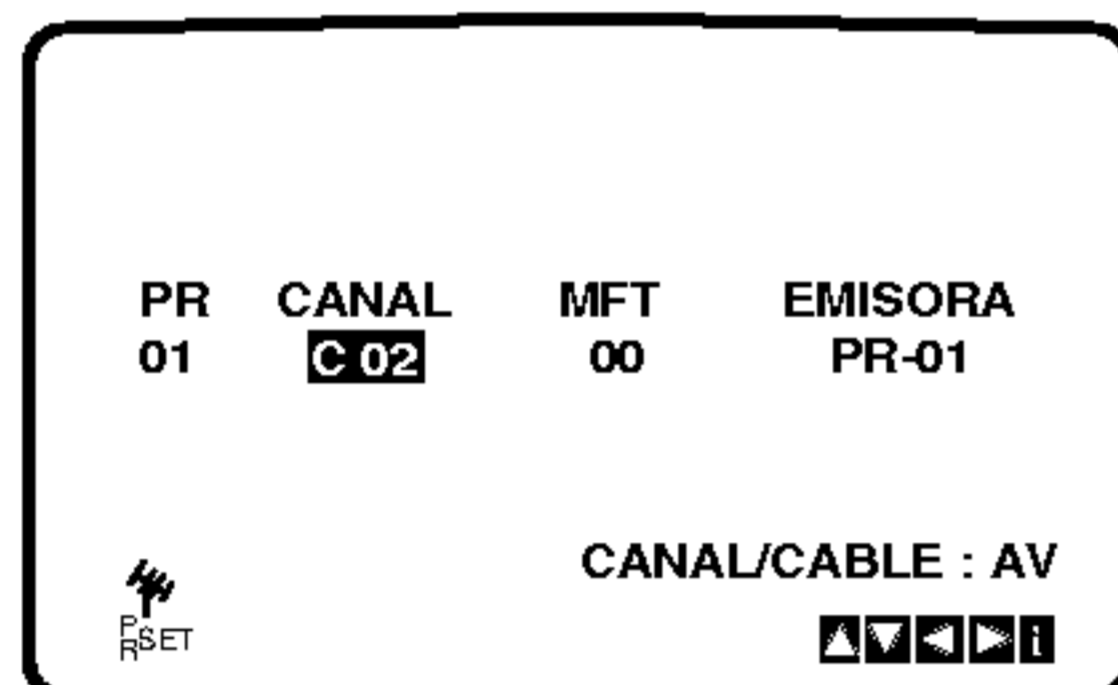 PR CANAL MFT EMISORA
01 C 02 00 PR-01
CANAL/CABLE : AV
PR SET
i